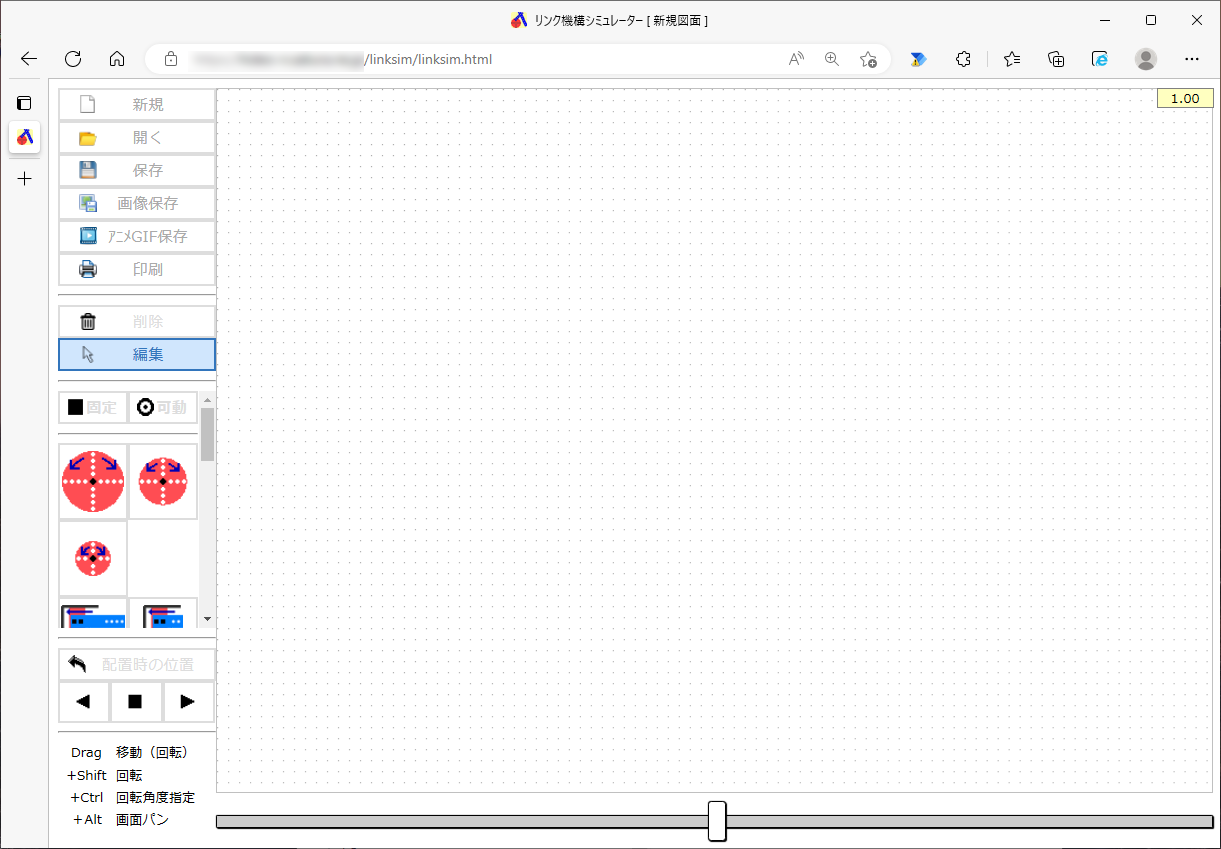 リンク機構シミュレーター [ 新規図面 ]
/linksim/linksim.html
新規
1.00
開く
保存
画像保存
ｱﾆﾒGIF保存
印刷
削除
編集
固定 可動
配置時の位置
Drag 移動（回転）
+Shift 回転
+Ctrl 回転角度指定
+Alt 画面パン